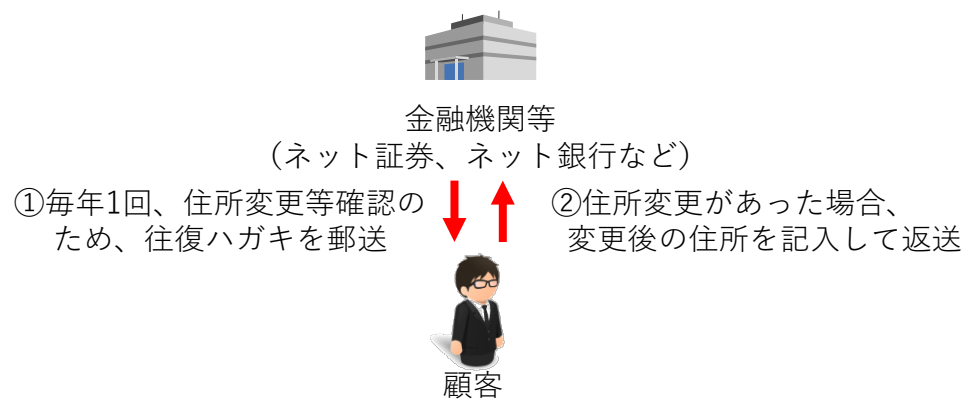 金融機関等
（ネット証券、ネット銀行など）
①毎年1回、住所変更等確認の
ため、往復ハガキを郵送
②住所変更があった場合、
変更後の住所を記入して返送
顧客